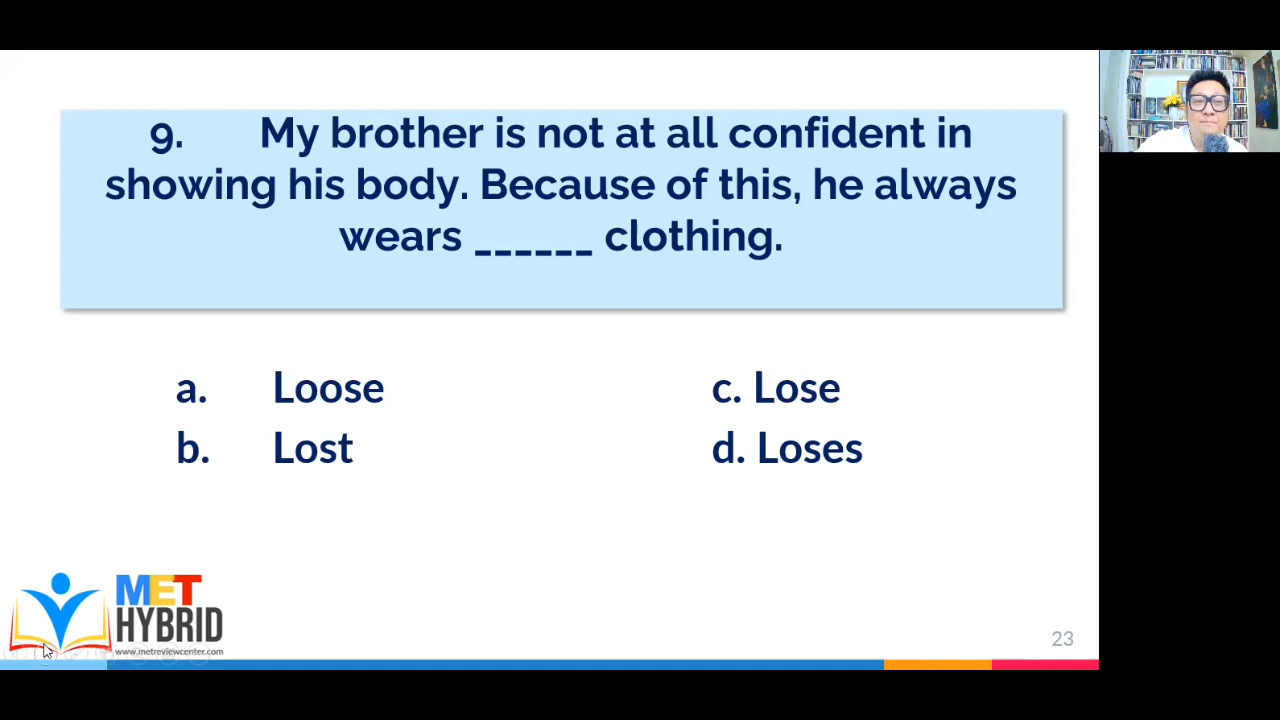 9. My brother is not at all confident in
showing his body. Because of this, he always
wears ______ clothing.
a. Loose
b. Lost
c. Lose
d. Loses
MET
HYBRID
www.metreviewcenter.com
23